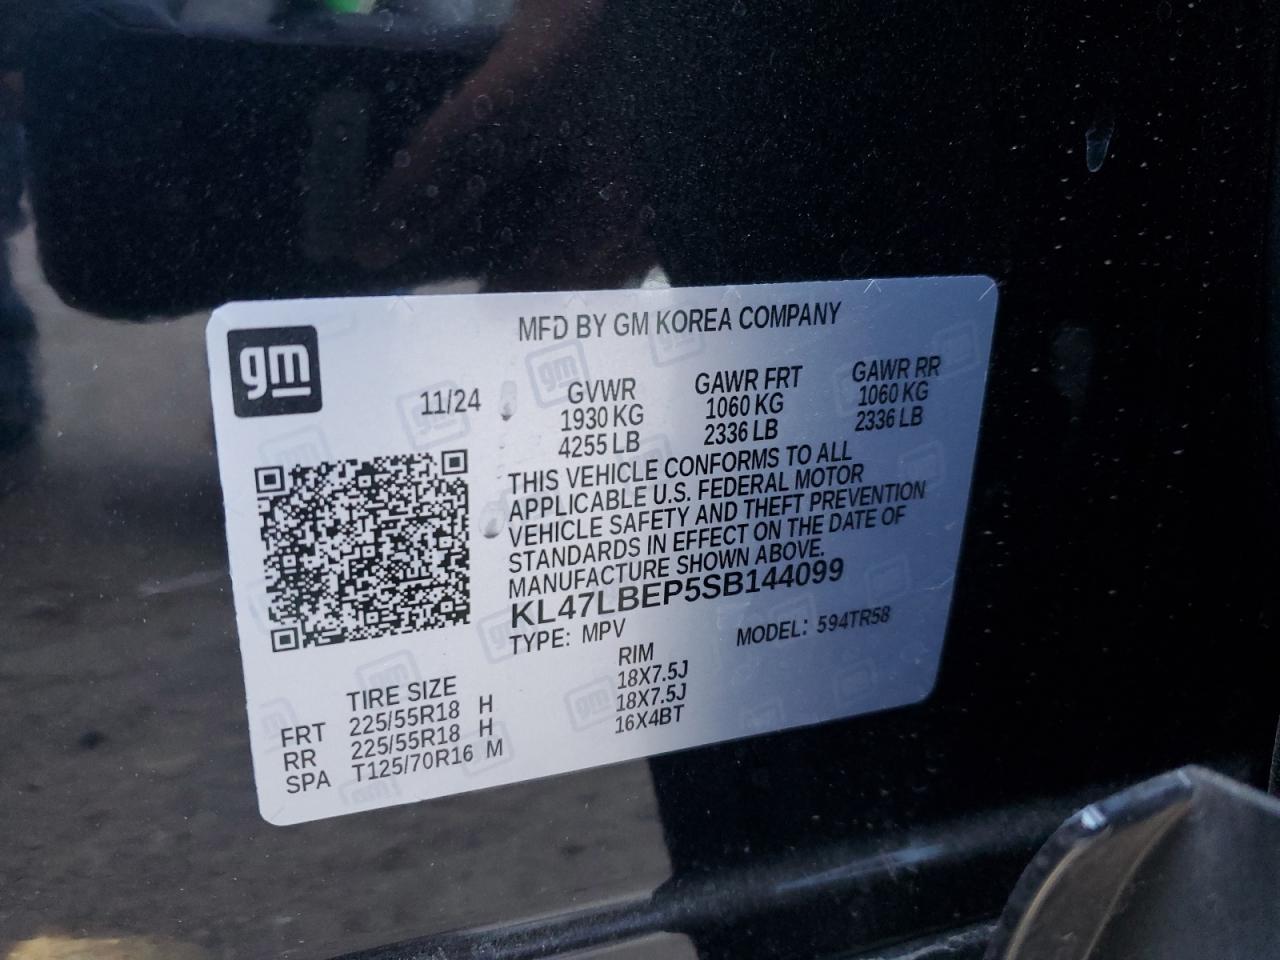 MFD BY GM KOREA COMPANY
gm
11/24
GVWR GAWR FRT GAWR RR
1930 KG 1060 KG 1060 KG
4255 LB 2336 LB 2336 LB
THIS VEHICLE CONFORMS TO ALL
APPLICABLE U.S. FEDERAL MOTOR
VEHICLE SAFETY AND THEFT PREVENTION
STANDARDS IN EFFECT ON THE DATE OF
MANUFACTURE SHOWN ABOVE.
KL47LBEP5SB144099
TYPE: MPV MODEL: 594TR58
TIRE SIZE RIM
FRT 225/55R18 H 18X7.5J
RR 225/55R18 H 18X7.5J
SPA T125/70R16 M 16X4BT